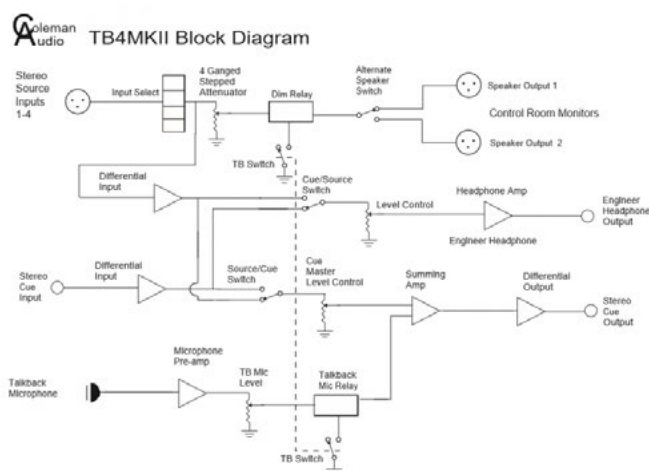 Coleman
Audio
TB4MKII Block Diagram
Stereo
Source
Inputs
1-4
Input Select
4 Ganged
Stepped
Attenuator
Dim Relay
Alternate
Speaker
Switch
Speaker Output 1
Control Room Monitors
Speaker Output 2
TB Switch
Differential
Input
Cue/Source
Switch
Level Control
Headphone Amp
Engineer Headphone
Engineer
Headphone
Output
Stereo
Cue
Input
Differential
Input
Source/Cue
Switch
Cue
Master
Level Control
Summing
Amp
Differential
Output
Stereo
Cue
Output
Talkback
Microphone
Microphone
Pre-amp
TB Mic
Level
Talkback
Mic Relay
TB Switch